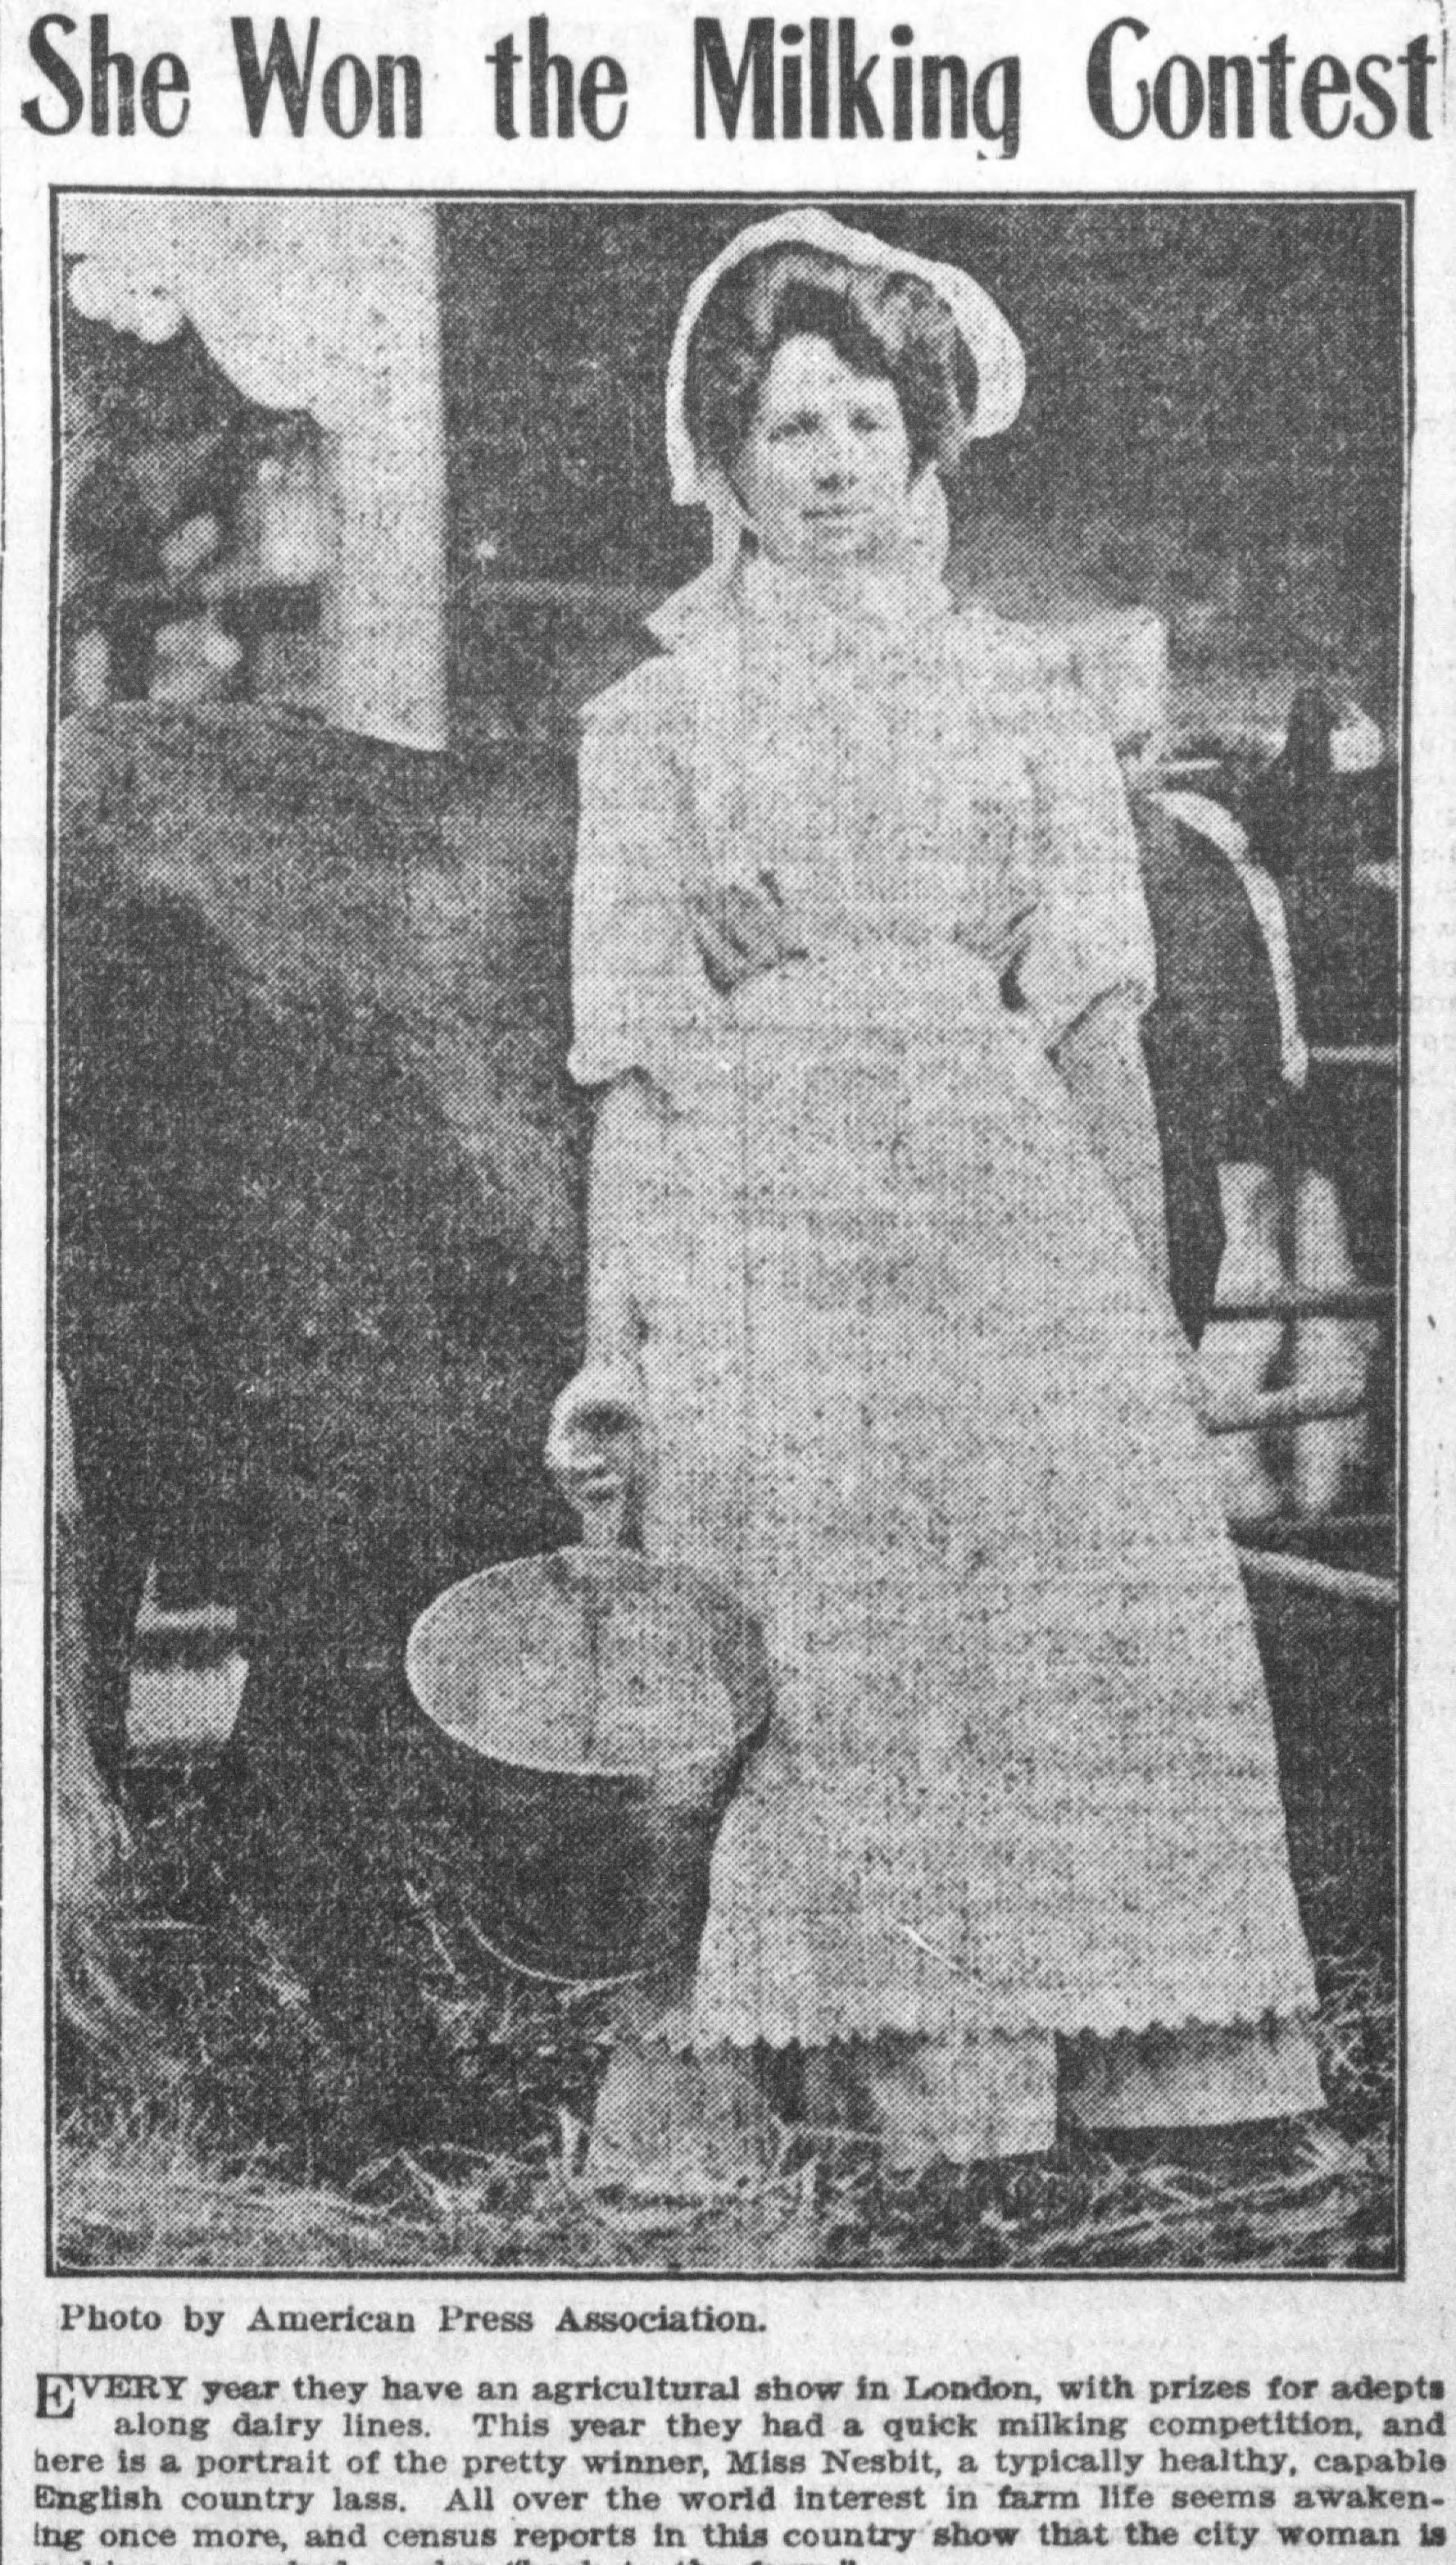 She Won the Milking Contest
Photo by American Press Association.
EVERY year they have an agricultural show in London, with prizes for adepts
along dairy lines. This year they had a quick milking competition, and
here is a portrait of the pretty winner, Miss Nesbit, a typically healthy, capable
English country lass. All over the world interest in farm life seems awaken-
ing once more, and census reports in this country show that the city woman is